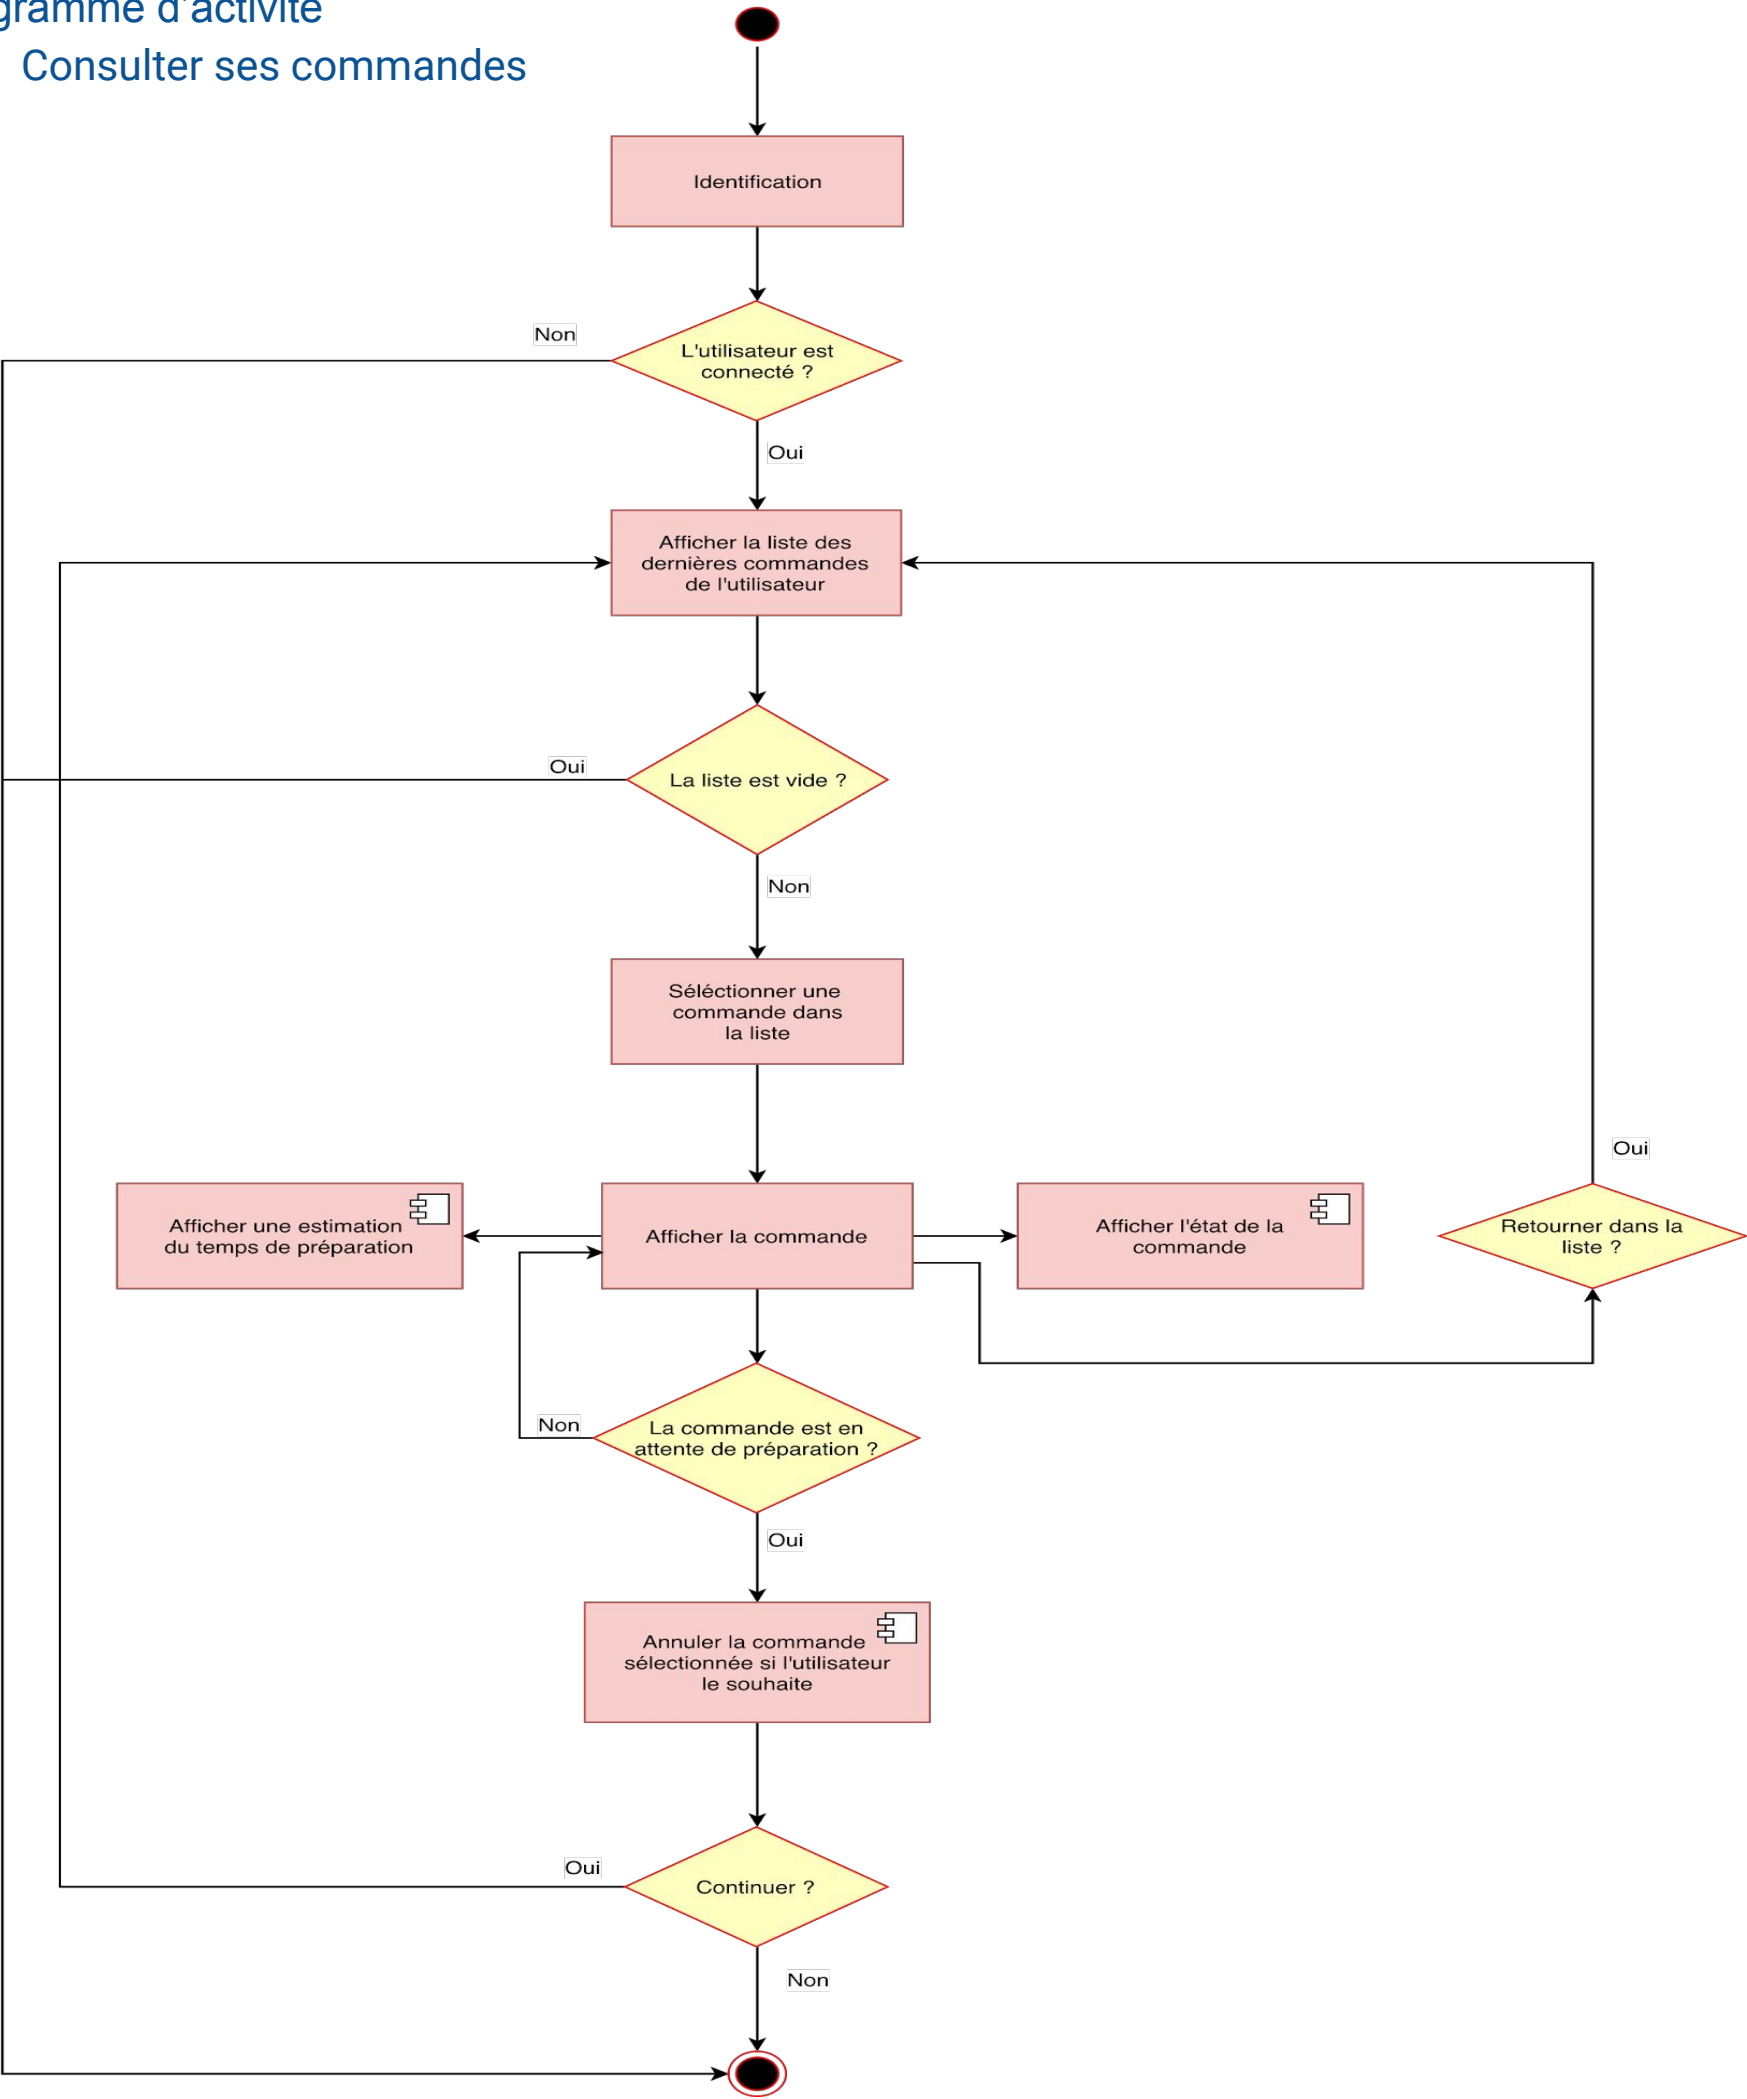 d'activité
Consulter ses commandes
Identification
Non
L'utilisateur est
connecté ?
Oui
Afficher la liste des
dernières commandes
de l'utilisateur
Oui
La liste est vide ?
Non
Séléctionner une
commande dans
la liste
Oui
Afficher une estimation
du temps de préparation
Afficher la commande
Afficher l'état de la
commande
Retourner dans la
liste ?
Non
La commande est en
attente de préparation ?
Oui
Annuler la commande
sélectionnée si l'utilisateur
le souhaite
Oui
Continuer ?
Non